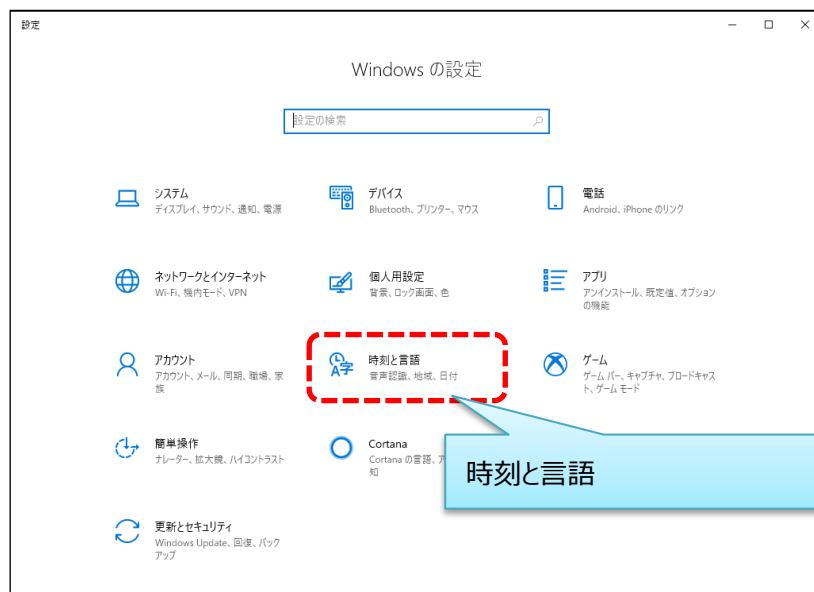 設定
Windows の設定
設定の検索
システム
ディスプレイ、サウンド、通知、電源
デバイス
Bluetooth、プリンター、マウス
電話
Android、iPhone のリンク
ネットワークとインターネット
Wi-Fi、機内モード、VPN
個人用設定
背景、ロック画面、色
アプリ
アンインストール、既定値、オプション
の機能
アカウント
アカウント、メール、同期、職場、家
族
時刻と言語
音声認識、地域、日付
ゲーム
ゲーム バー、キャプチャ、ブロードキャス
ト、ゲーム モード
簡単操作
ナレーター、拡大鏡、ハイコントラスト
Cortana
Cortana の言語、ア
知
時刻と言語
更新とセキュリティ
Windows Update、回復、バック
アップ